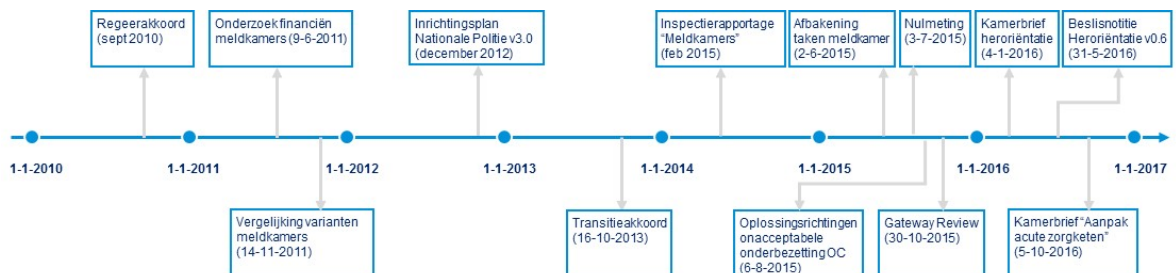 Regeerakkoord
(sept 2010)
Onderzoek financiën
meldkamers (9-6-2011)
Inrichtingsplan
Nationale Politie v3.0
(december 2012)
Inspectierapportage
"Meldkamers"
(feb 2015)
Afbakening
taken meldkamer
(2-6-2015)
Nulmeting
(3-7-2015)
Kamerbrief
heroriëntatie
(4-1-2016)
Beslisnotitie
Heroriëntatie v0.6
(31-5-2016)
1-1-2010
1-1-2011
1-1-2012
1-1-2013
1-1-2014
1-1-2015
1-1-2016
1-1-2017
Vergelijking varianten
meldkamers
(14-11-2011)
Transitieakkoord
(16-10-2013)
Oplossingsrichtingen
onacceptabele
onderbezetting OC
(6-8-2015)
Gateway Review
(30-10-2015)
Kamerbrief "Aanpak
acute zorgketen"
(5-10-2016)